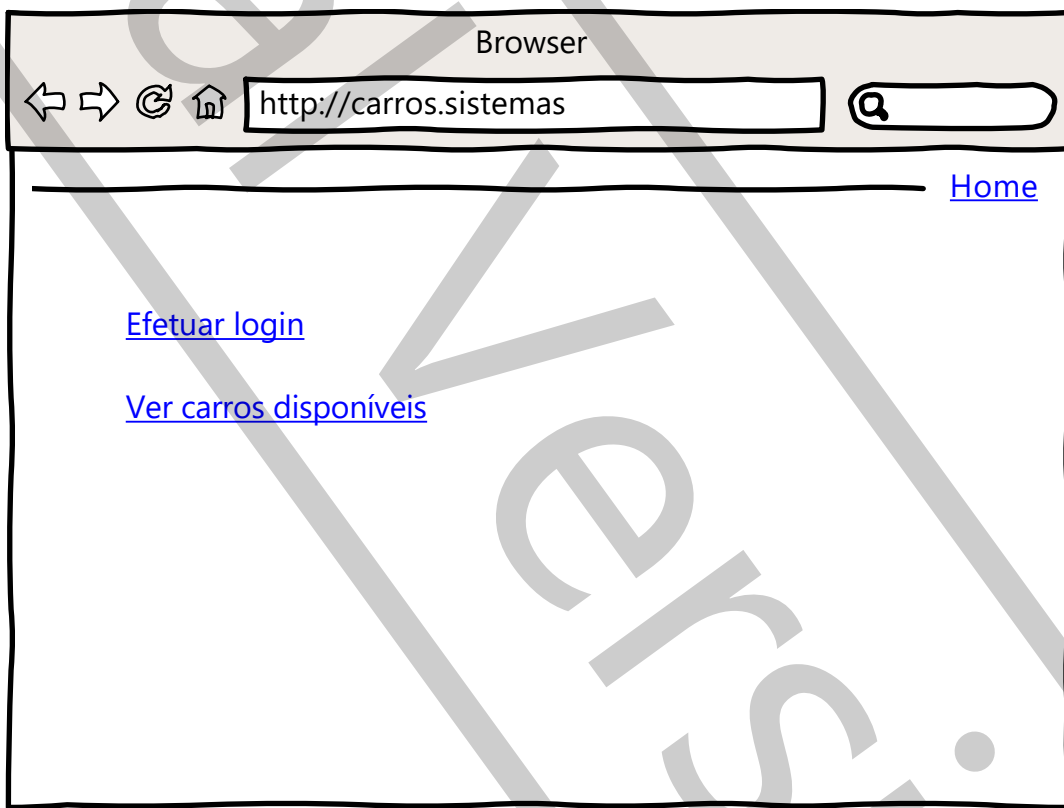 Browser
http://carros.sistemas
Home
Efetuar login
Ver carros disponíveis